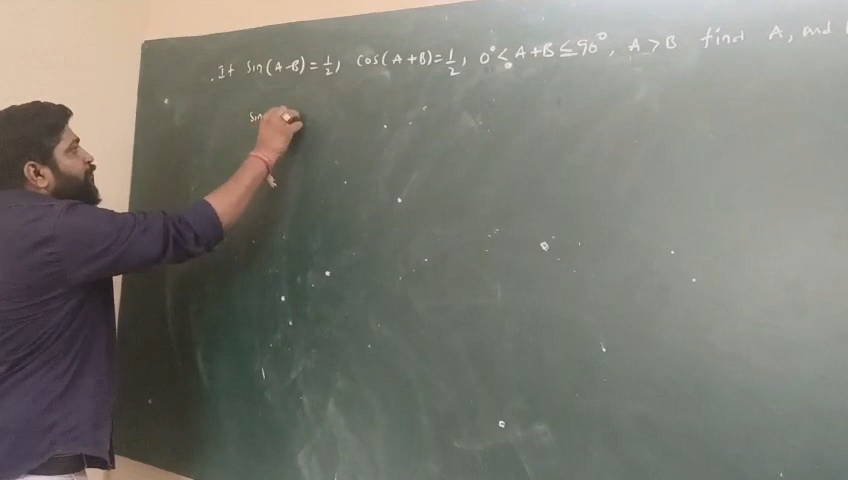 .If Sin(A-B)=1/2, Cos(A+B)=1/2, 0°<A+B≤90°, A>B find A, and
Sin